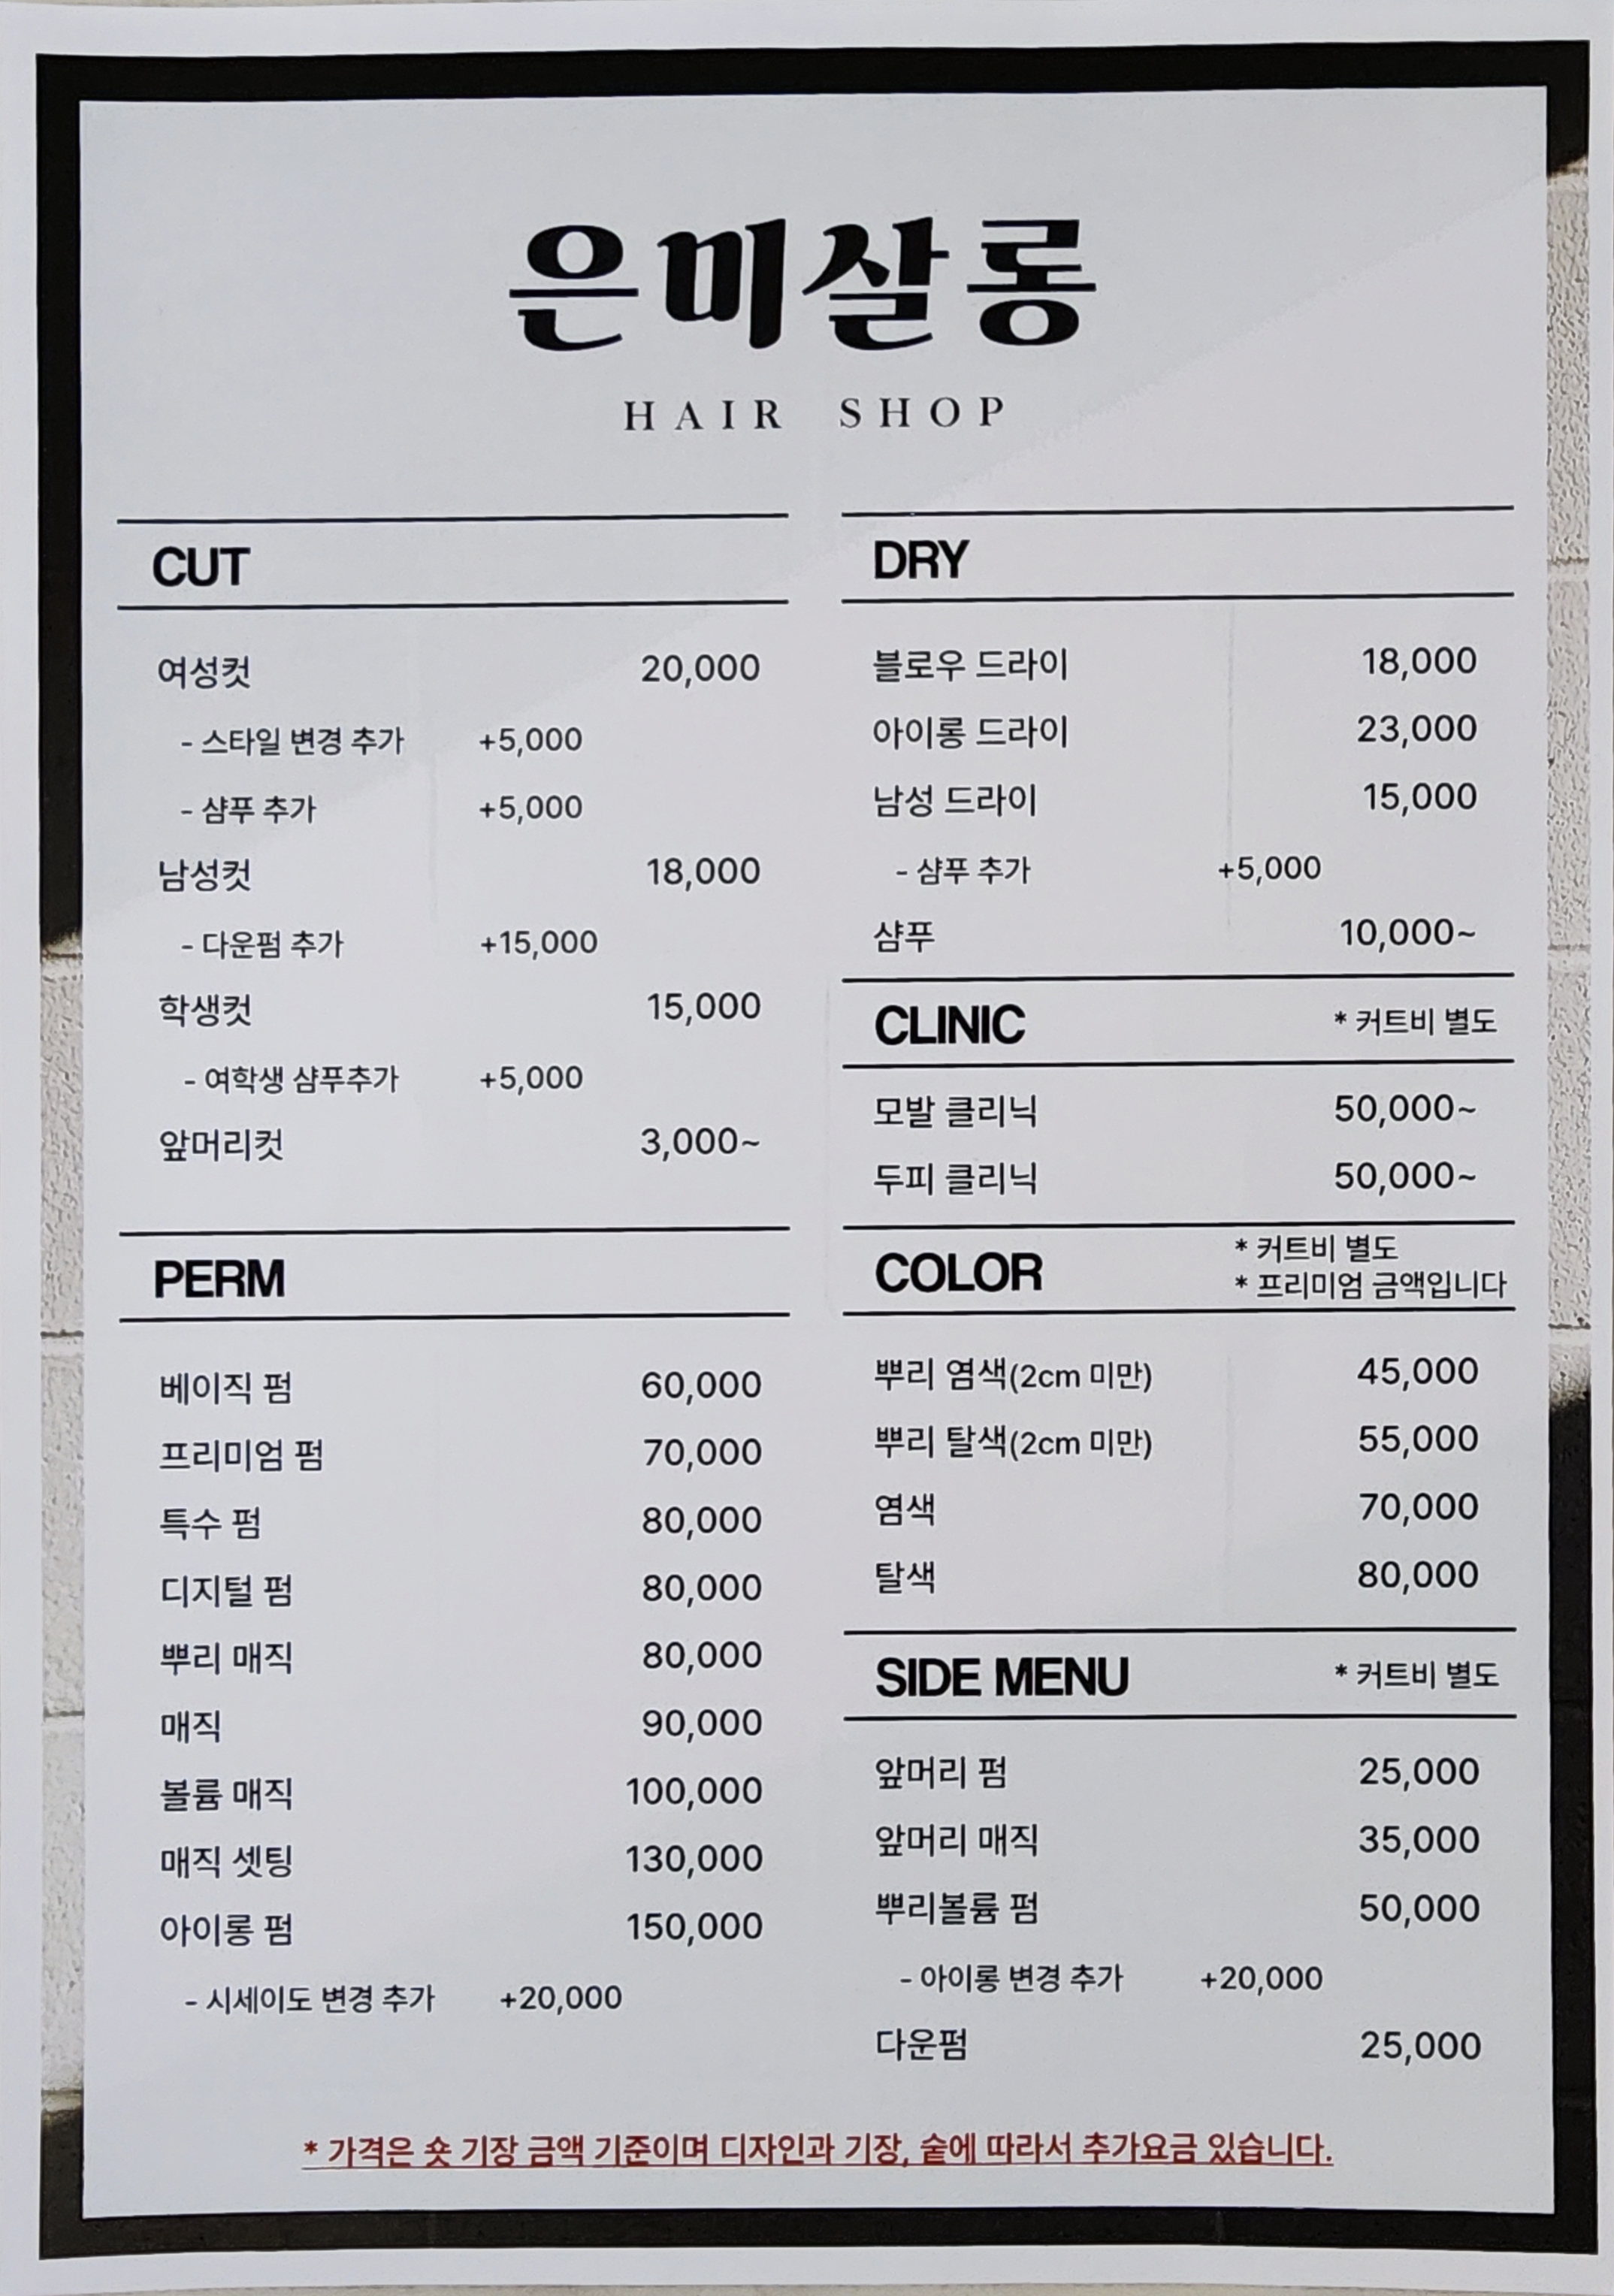 은미살롱
HAIR SHOP
CUT
여성컷 20,000
- 스타일 변경 추가 +5,000
- 샴푸 추가 +5,000
남성컷 18,000
- 다운펌 추가 +15,000
학생컷 15,000
- 여학생 샴푸추가 +5,000
앞머리컷 3,000~
PERM
베이직 펌 60,000
프리미엄 펌 70,000
특수 펌 80,000
디지털 펌 80,000
뿌리 매직 80,000
매직 90,000
볼륨 매직 100,000
매직 셋팅 130,000
아이롱 펌 150,000
- 시세이도 변경 추가 +20,000
DRY
블로우 드라이 18,000
아이롱 드라이 23,000
남성 드라이 15,000
- 샴푸 추가 +5,000
샴푸 10,000~
CLINIC * 커트비 별도
모발 클리닉 50,000~
두피 클리닉 50,000~
COLOR * 커트비 별도
* 프리미엄 금액입니다
뿌리 염색(2cm 미만) 45,000
뿌리 탈색(2cm 미만) 55,000
염색 70,000
탈색 80,000
SIDE MENU * 커트비 별도
앞머리 펌 25,000
앞머리 매직 35,000
뿌리볼륨 펌 50,000
- 아이롱 변경 추가 +20,000
다운펌 25,000
* 가격은 숏 기장 금액 기준이며 디자인과 기장, 숱에 따라서 추가요금 있습니다.